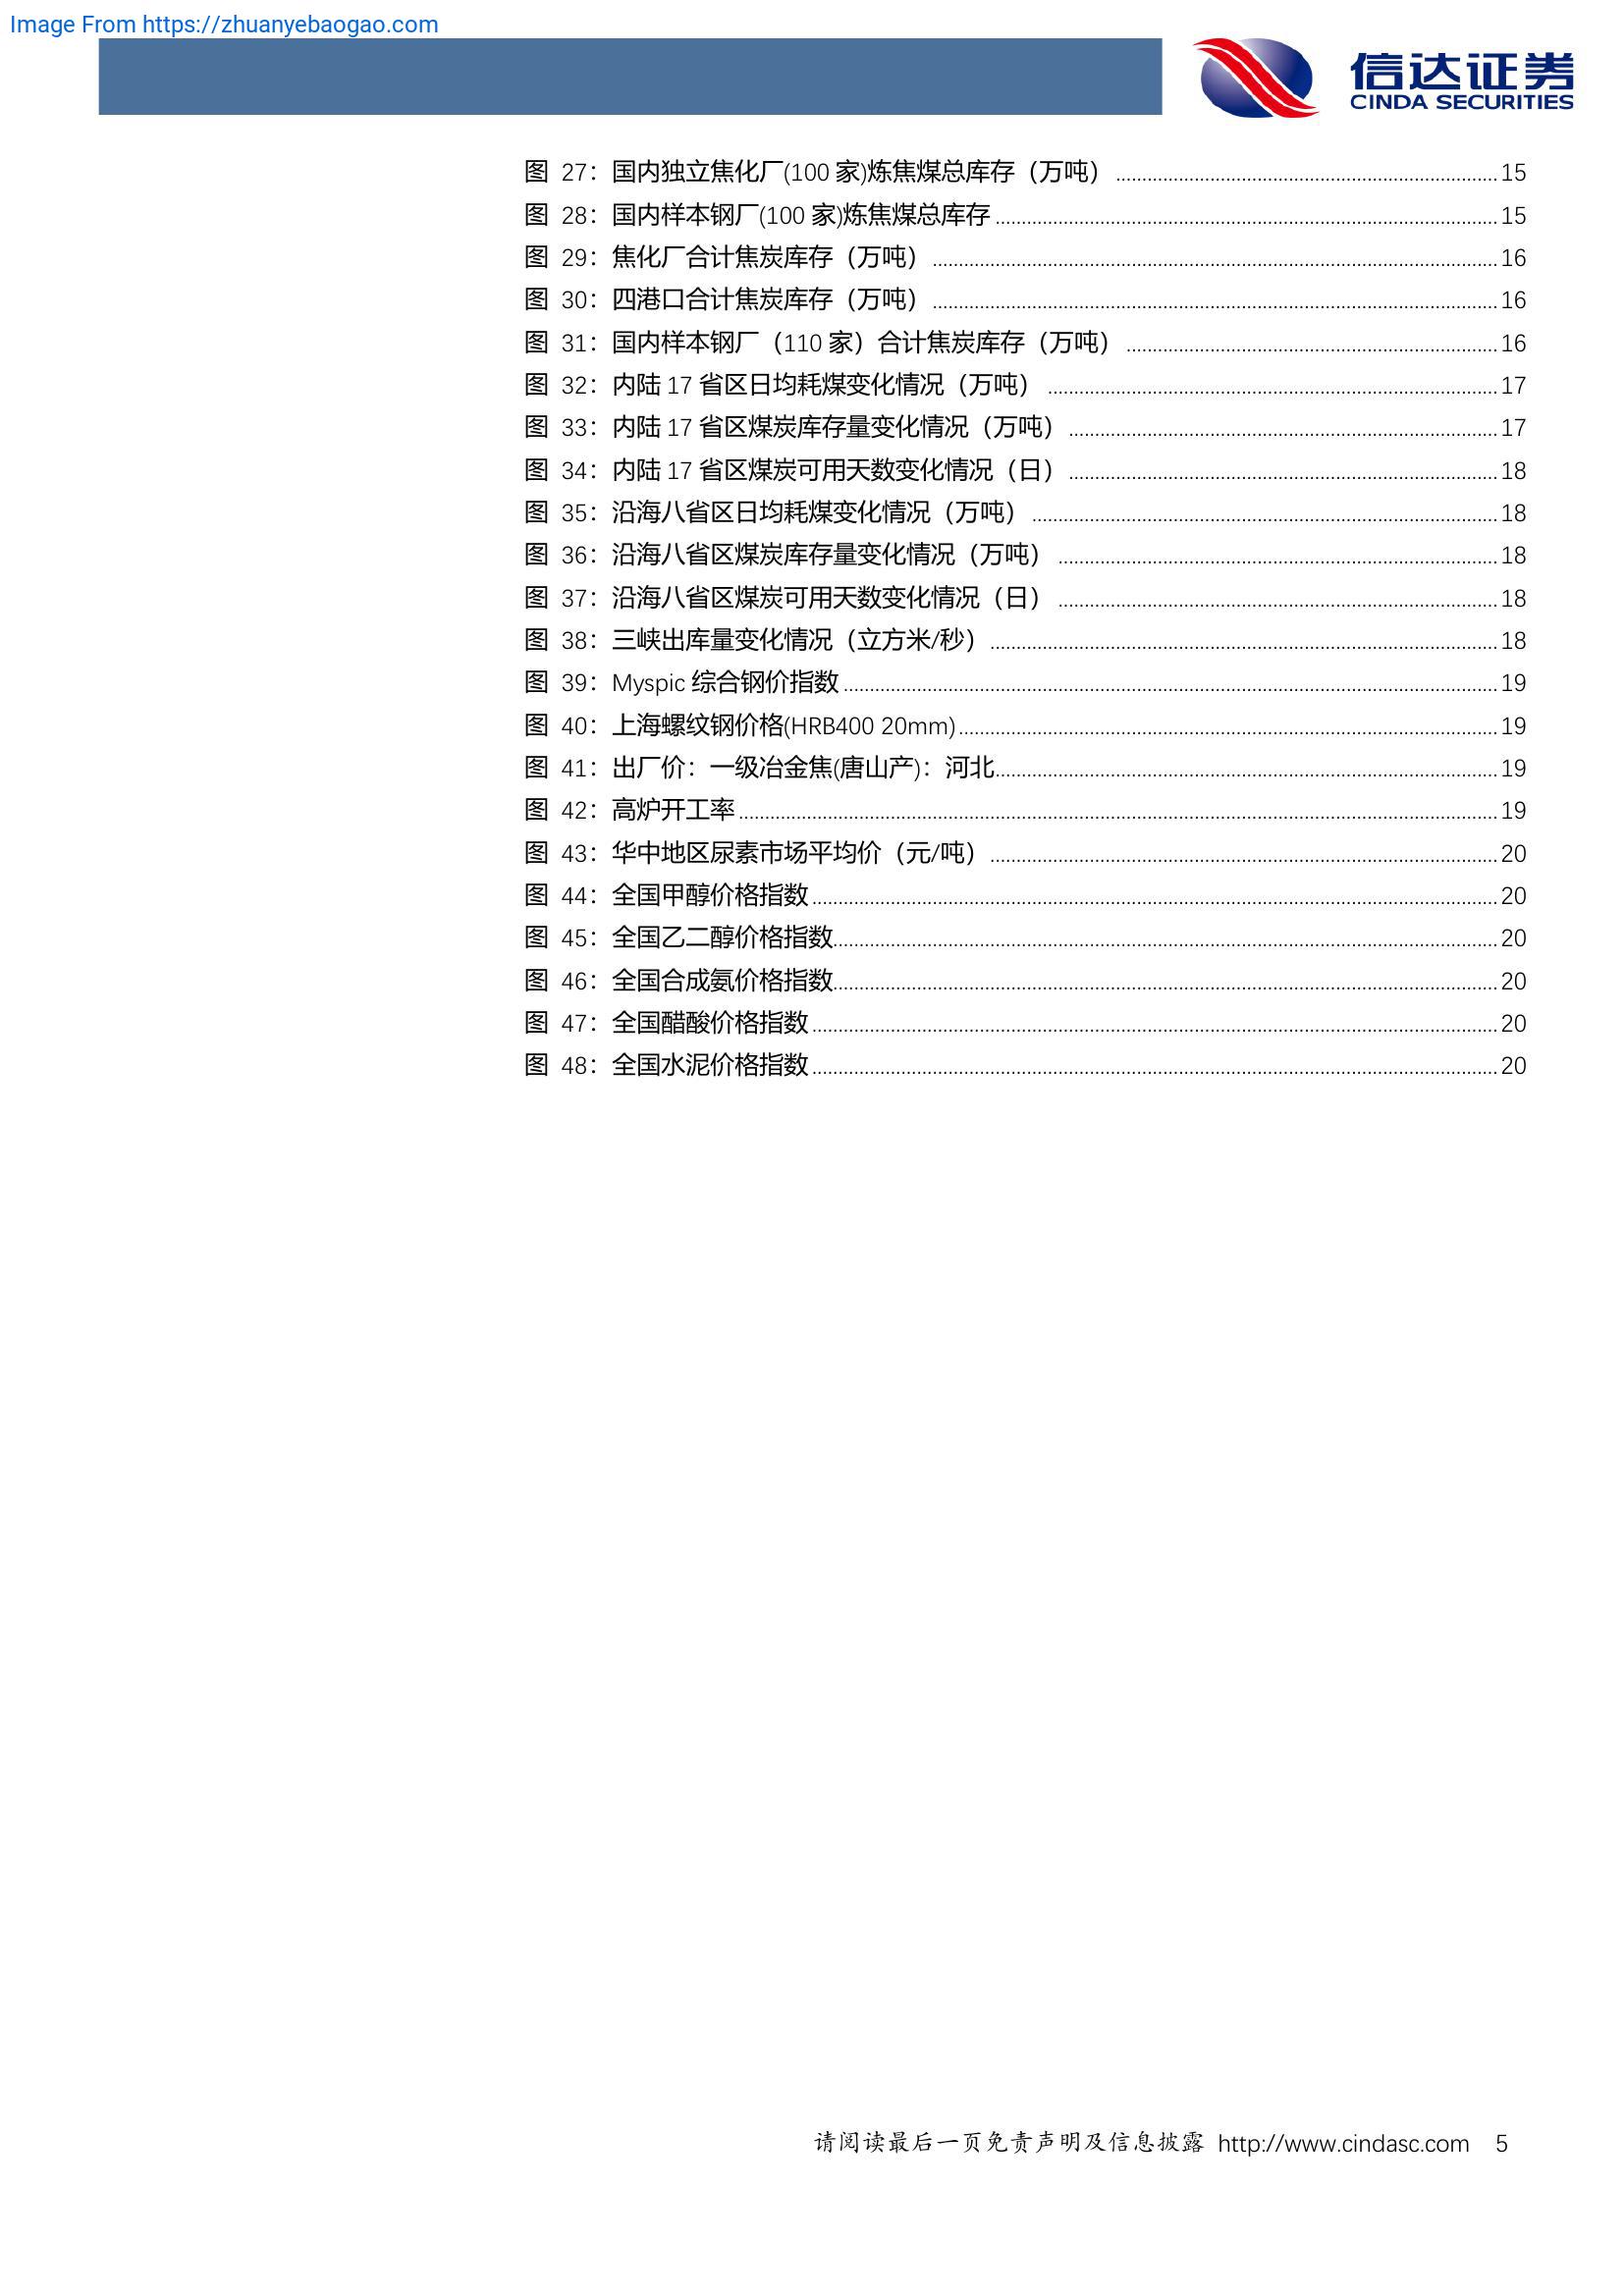 Image From https://zhuanyebaogao.com
信达证券
CINDA SECURITIES
图 27：国内独立焦化厂(100 家)炼焦煤总库存（万吨）15
图 28：国内样本钢厂(100 家)炼焦煤总库存15
图 29：焦化厂合计焦炭库存（万吨）16
图 30：四港口合计焦炭库存（万吨）16
图 31：国内样本钢厂（110 家）合计焦炭库存（万吨）16
图 32：内陆 17 省区日均耗煤变化情况（万吨）17
图 33：内陆 17 省区煤炭库存量变化情况（万吨）17
图 34：内陆 17 省区煤炭可用天数变化情况（日）18
图 35：沿海八省区日均耗煤变化情况（万吨）18
图 36：沿海八省区煤炭库存量变化情况（万吨）18
图 37：沿海八省区煤炭可用天数变化情况（日）18
图 38：三峡出库量变化情况（立方米/秒）18
图 39：Myspic 综合钢价指数19
图 40：上海螺纹钢价格(HRB400 20mm)19
图 41：出厂价：一级冶金焦(唐山产)：河北19
图 42：高炉开工率19
图 43：华中地区尿素市场平均价（元/吨）20
图 44：全国甲醇价格指数20
图 45：全国乙二醇价格指数20
图 46：全国合成氨价格指数20
图 47：全国醋酸价格指数20
图 48：全国水泥价格指数20
请阅读最后一页免责声明及信息披露 http://www.cindasc.com 5